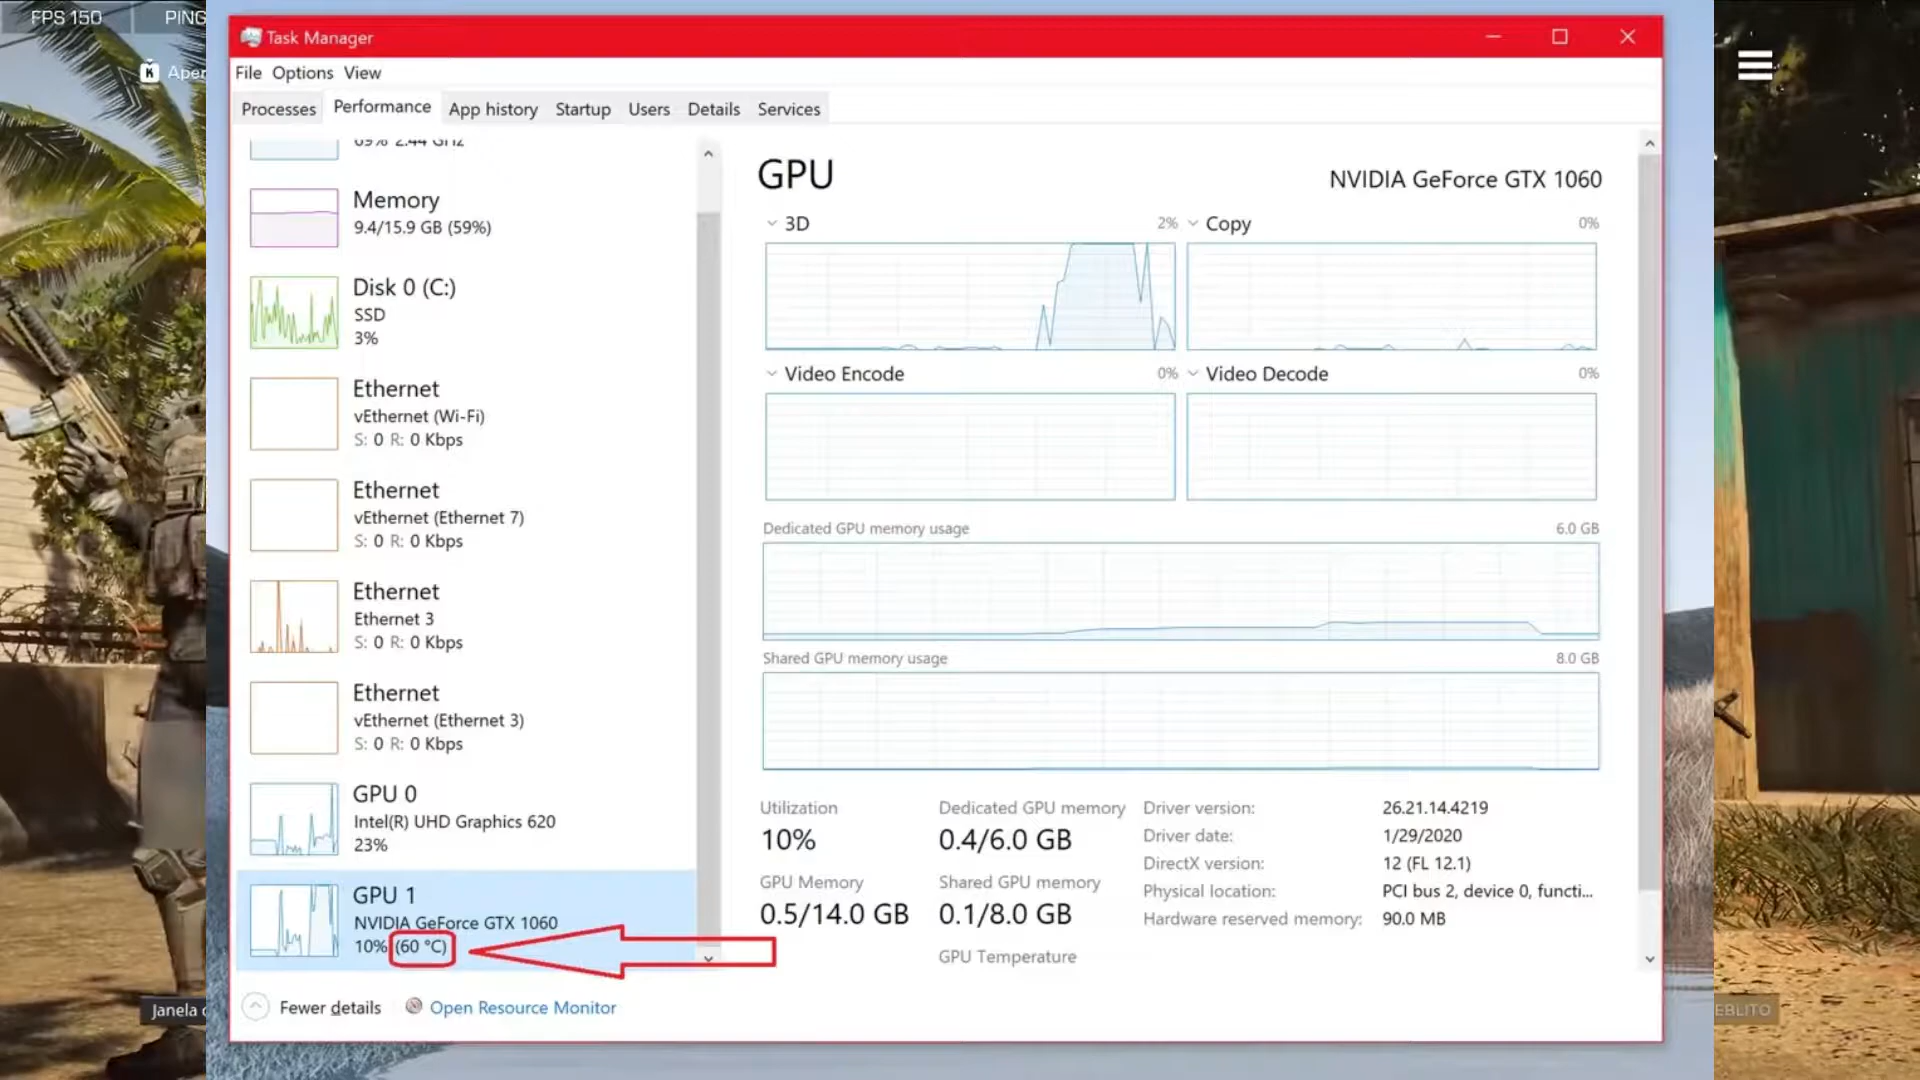 FPS 150
PING
Task Manager
File Options View
Processes Performance App history Startup Users Details Services
69% 2.44 GHz
Memory
9.4/15.9 GB (59%)
Disk 0 (C:)
SSD
3%
Ethernet
vEthernet (Wi-Fi)
S: 0 R: 0 Kbps
Ethernet
vEthernet (Ethernet 7)
S: 0 R: 0 Kbps
Ethernet
Ethernet 3
S: 0 R: 0 Kbps
Ethernet
vEthernet (Ethernet 3)
S: 0 R: 0 Kbps
GPU 0
Intel(R) UHD Graphics 620
23%
GPU 1
NVIDIA GeForce GTX 1060
10% (60 °C)
GPU
NVIDIA GeForce GTX 1060
3D 2% Copy 0%
Video Encode 0% Video Decode 0%
Dedicated GPU memory usage 6.0 GB
Shared GPU memory usage 8.0 GB
Utilization
10%
Dedicated GPU memory
0.4/6.0 GB
GPU Memory
0.5/14.0 GB
Shared GPU memory
0.1/8.0 GB
GPU Temperature
Driver version: 26.21.14.4219
Driver date: 1/29/2020
DirectX version: 12 (FL 12.1)
Physical location: PCI bus 2, device 0, functi...
Hardware reserved memory: 90.0 MB
Fewer details Open Resource Monitor
K Aper
Janela
EBLITO